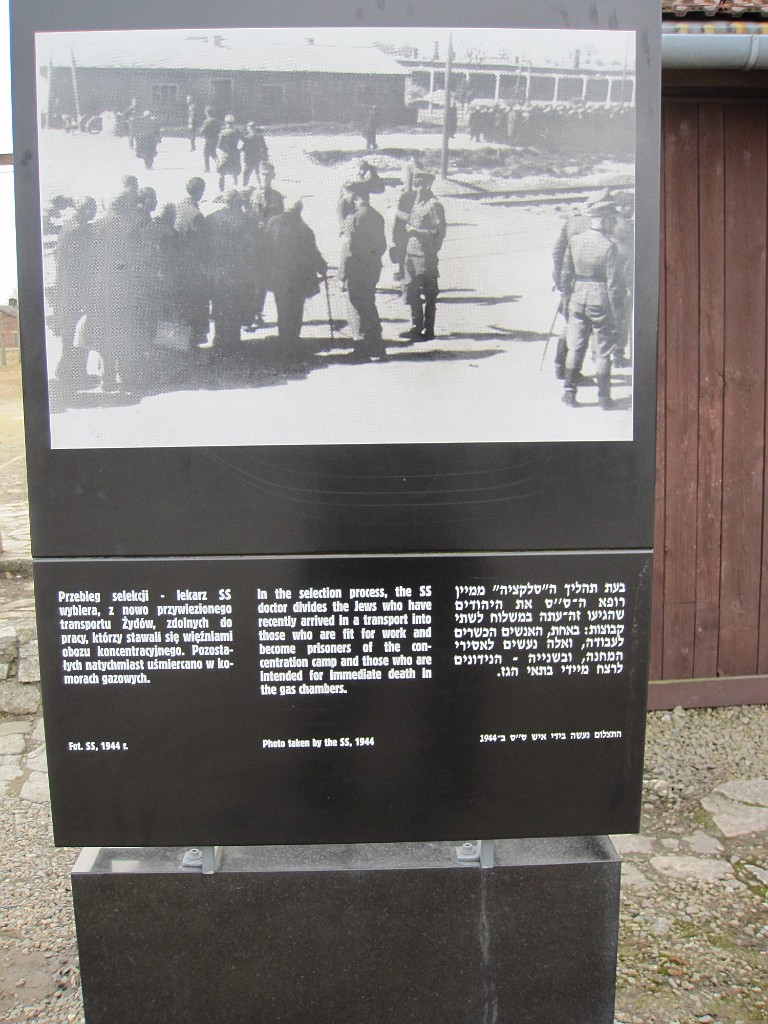 Przebieg selekcji - lekarz SS
wybiera, z nowo przywiezionego
transportu Żydów, zdolnych do
pracy, którzy stawali się więźniami
obozu koncentracyjnego. Pozosta-
łych natychmiast uśmiercano w ko-
morach gazowych.
Fot. SS, 1944 r.
In the selection process, the SS
doctor divides the Jews who have
recently arrived in a transport into
those who are fit for work and
become prisoners of the con-
centration camp and those who are
intended for immediate death in
the gas chambers.
Photo taken by the SS, 1944
בעת תהליך ה"סלקציה" ממיין
רופא ה-ס״ס את היהודים
שהגיעו זה-עתה במשלוח לשתי
קבוצות: באחת, האנשים הכשרים
לעבודה, ואלה נעשים לאסירי
המחנה, ובשנייה - הנידונים
לרצח מיידי בתאי הגז.
התצלום נעשה בידי איש ס״ס ב-1944